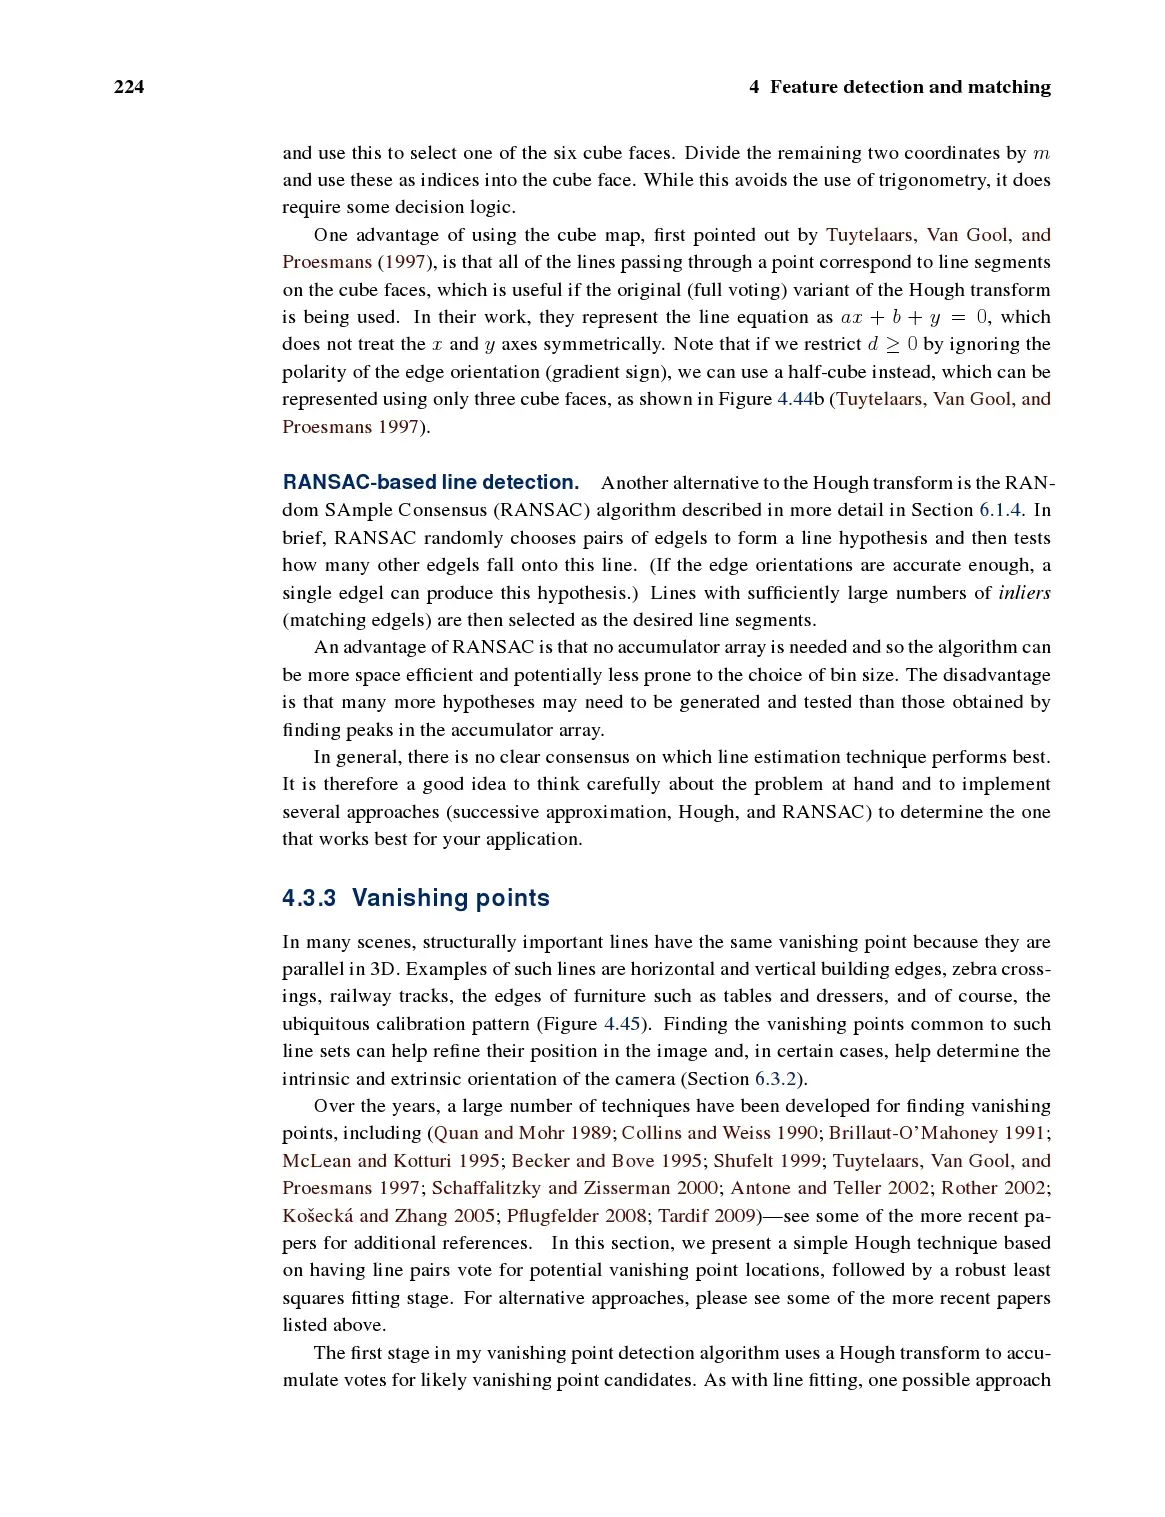 224
4 Feature detection and matching
and use this to select one of the six cube faces. Divide the remaining two coordinates by m
and use these as indices into the cube face. While this avoids the use of trigonometry, it does
require some decision logic.
One advantage of using the cube map, first pointed out by Tuytelaars, Van Gool, and
Proesmans (1997), is that all of the lines passing through a point correspond to line segments
on the cube faces, which is useful if the original (full voting) variant of the Hough transform
is being used. In their work, they represent the line equation as ax + b + y = 0, which
does not treat the x and y axes symmetrically. Note that if we restrict d ≥ 0 by ignoring the
polarity of the edge orientation (gradient sign), we can use a half-cube instead, which can be
represented using only three cube faces, as shown in Figure 4.44b (Tuytelaars, Van Gool, and
Proesmans 1997).
RANSAC-based line detection. Another alternative to the Hough transform is the RAN-
dom SAmple Consensus (RANSAC) algorithm described in more detail in Section 6.1.4. In
brief, RANSAC randomly chooses pairs of edgels to form a line hypothesis and then tests
how many other edgels fall onto this line. (If the edge orientations are accurate enough, a
single edgel can produce this hypothesis.) Lines with sufficiently large numbers of inliers
(matching edgels) are then selected as the desired line segments.
An advantage of RANSAC is that no accumulator array is needed and so the algorithm can
be more space efficient and potentially less prone to the choice of bin size. The disadvantage
is that many more hypotheses may need to be generated and tested than those obtained by
finding peaks in the accumulator array.
In general, there is no clear consensus on which line estimation technique performs best.
It is therefore a good idea to think carefully about the problem at hand and to implement
several approaches (successive approximation, Hough, and RANSAC) to determine the one
that works best for your application.
4.3.3 Vanishing points
In many scenes, structurally important lines have the same vanishing point because they are
parallel in 3D. Examples of such lines are horizontal and vertical building edges, zebra cross-
ings, railway tracks, the edges of furniture such as tables and dressers, and of course, the
ubiquitous calibration pattern (Figure 4.45). Finding the vanishing points common to such
line sets can help refine their position in the image and, in certain cases, help determine the
intrinsic and extrinsic orientation of the camera (Section 6.3.2).
Over the years, a large number of techniques have been developed for finding vanishing
points, including (Quan and Mohr 1989; Collins and Weiss 1990; Brillaut-O'Mahoney 1991;
McLean and Kotturi 1995; Becker and Bove 1995; Shufelt 1999; Tuytelaars, Van Gool, and
Proesmans 1997; Schaffalitzky and Zisserman 2000; Antone and Teller 2002; Rother 2002;
Košecká and Zhang 2005; Pflugfelder 2008; Tardif 2009)—see some of the more recent pa-
pers for additional references. In this section, we present a simple Hough technique based
on having line pairs vote for potential vanishing point locations, followed by a robust least
squares fitting stage. For alternative approaches, please see some of the more recent papers
listed above.
The first stage in my vanishing point detection algorithm uses a Hough transform to accu-
mulate votes for likely vanishing point candidates. As with line fitting, one possible approach